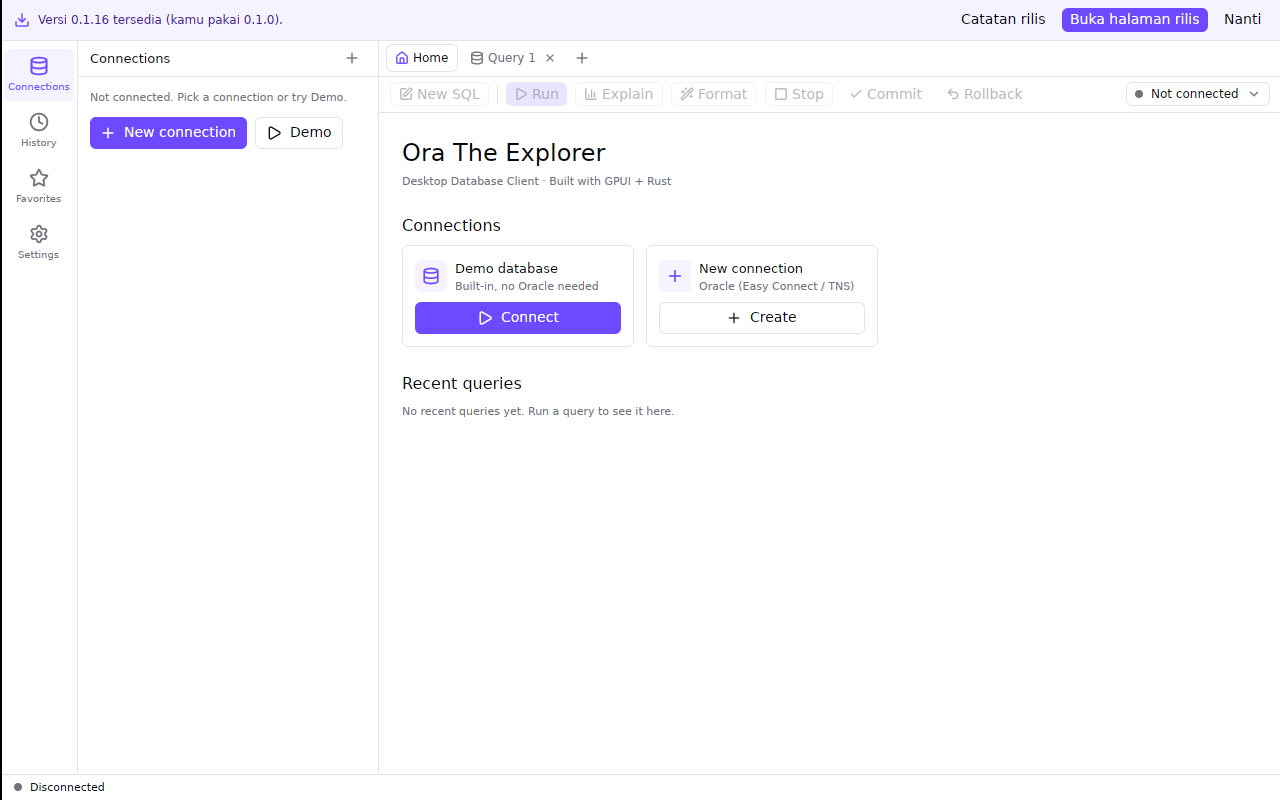 Versi 0.1.16 tersedia (kamu pakai 0.1.0).
Catatan rilis
Buka halaman rilis
Nanti
Connections
History
Favorites
Settings
Connections
Not connected. Pick a connection or try Demo.
New connection
Demo
Home
Query 1
New SQL
Run
Explain
Format
Stop
Commit
Rollback
Not connected
Ora The Explorer
Desktop Database Client · Built with GPUI + Rust
Connections
Demo database
Built-in, no Oracle needed
Connect
New connection
Oracle (Easy Connect / TNS)
Create
Recent queries
No recent queries yet. Run a query to see it here.
Disconnected